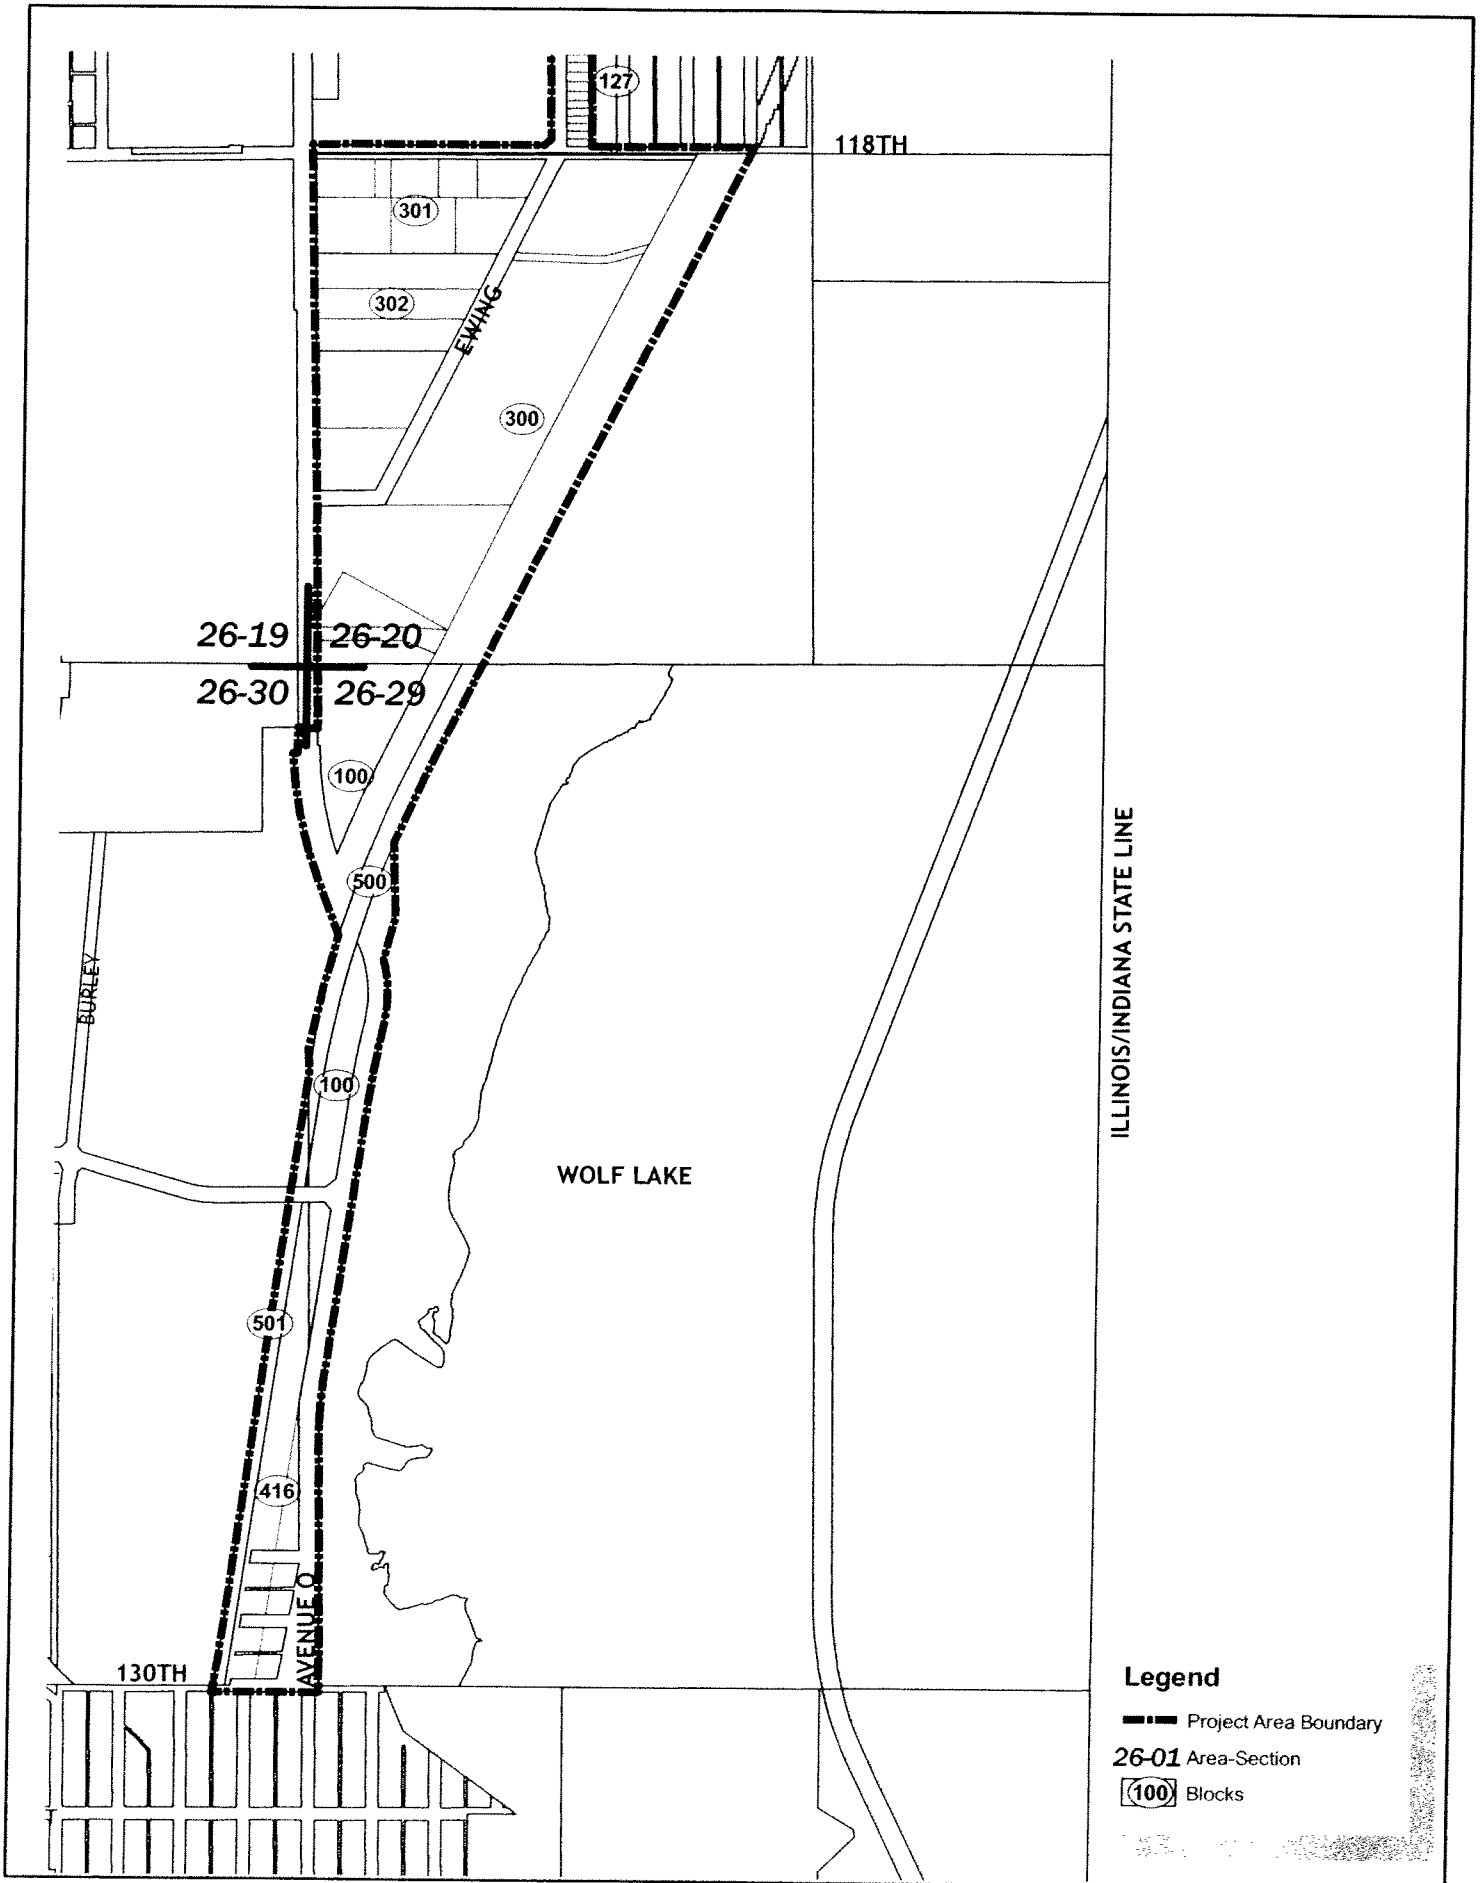 127
118TH
301
302
EWING
300
26-19
26-20
26-30
26-29
100
500
ILLINOIS/INDIANA STATE LINE
BURLEY
100
WOLF LAKE
501
416
AVENUE O
130TH
Legend
Project Area Boundary
26-01 Area-Section
100 Blocks